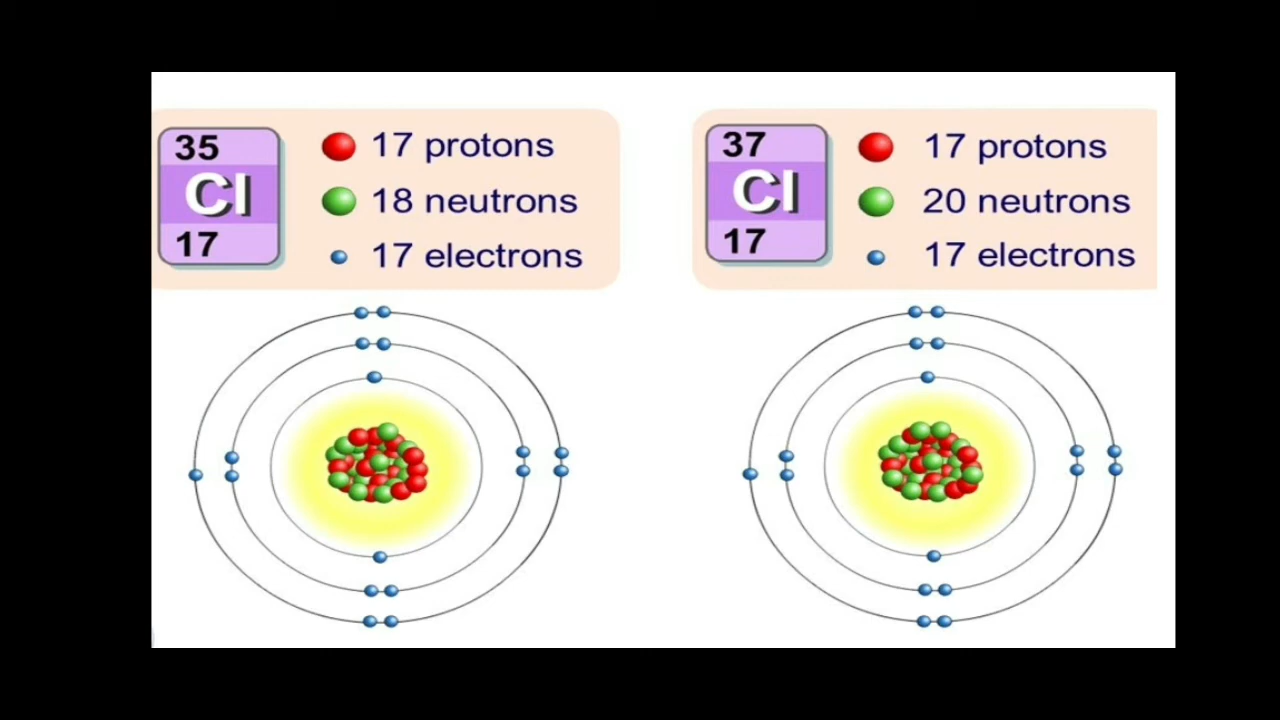 35
Cl
17
17 protons
18 neutrons
17 electrons
37
Cl
17
17 protons
20 neutrons
17 electrons